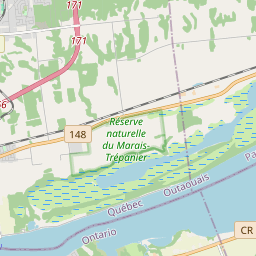 171
171
148
Réserve
naturelle
du Marais-
Trépanier
Québec
Outaouais
Ontario
CR